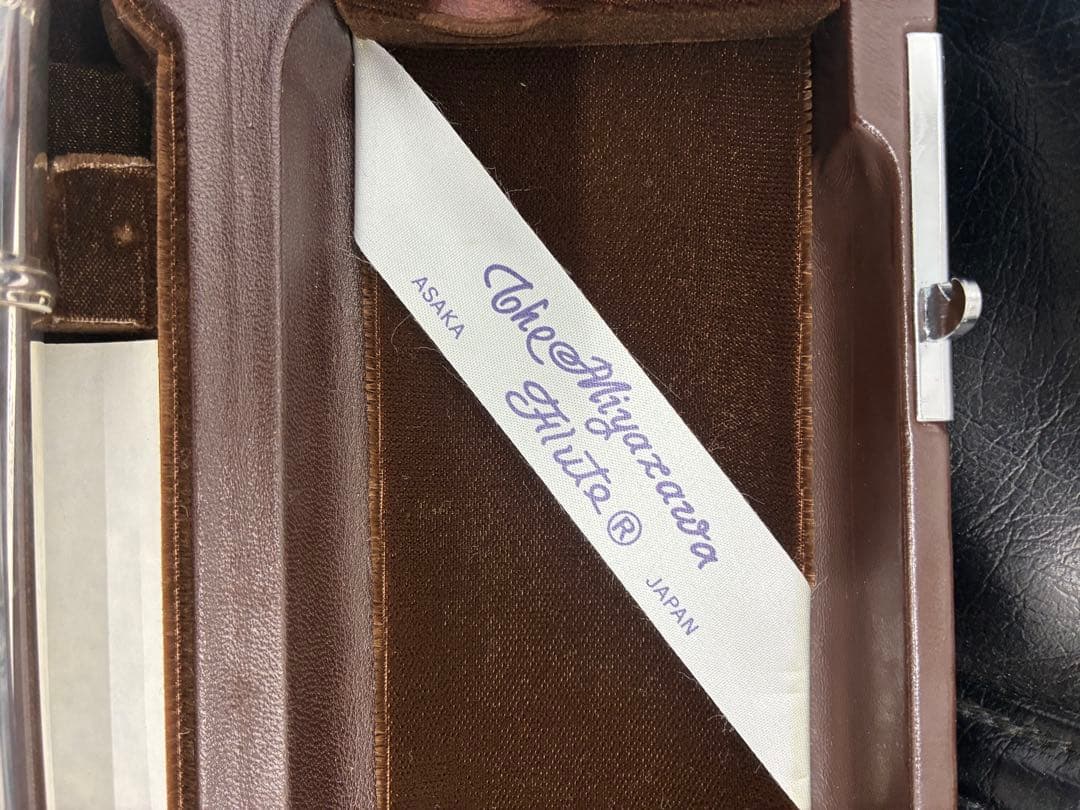 The Miyazawa
Flute®
ASAKA
JAPAN